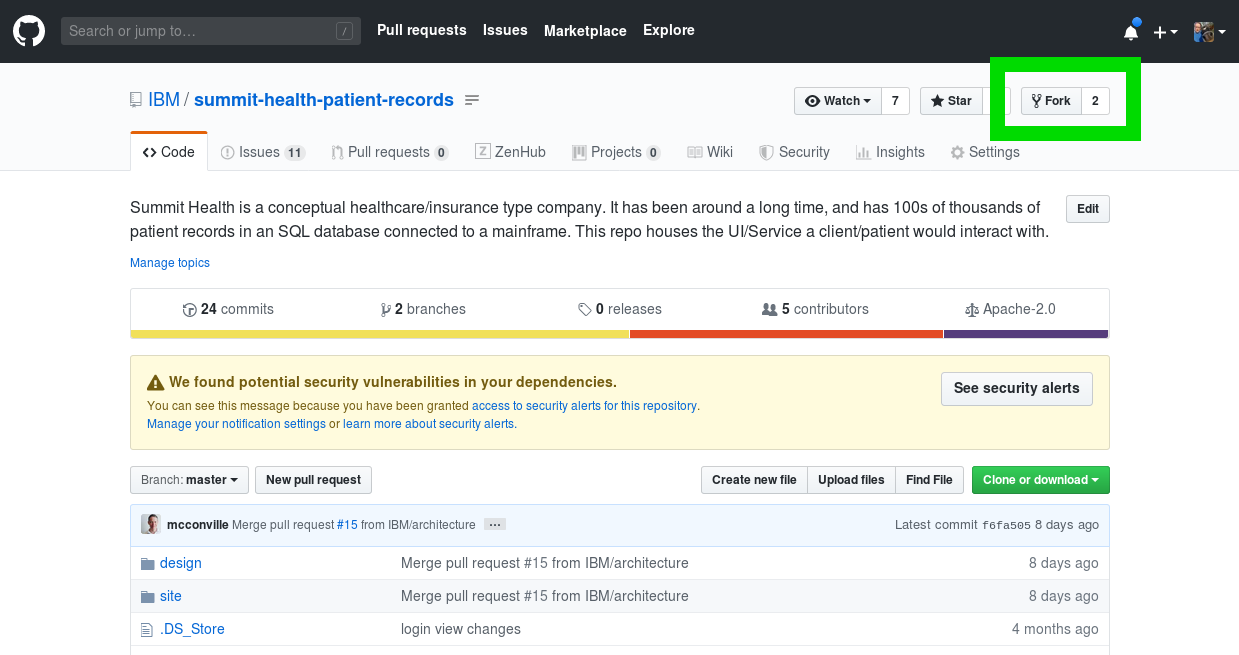 Search or jump to… / Pull requests Issues Marketplace Explore
IBM / summit-health-patient-records Watch 7 Star Fork 2
Code Issues 11 Pull requests 0 Z ZenHub Projects 0 Wiki Security Insights Settings
Summit Health is a conceptual healthcare/insurance type company. It has been around a long time, and has 100s of thousands of Edit
patient records in an SQL database connected to a mainframe. This repo houses the UI/Service a client/patient would interact with.
Manage topics
24 commits 2 branches 0 releases 5 contributors Apache-2.0
We found potential security vulnerabilities in your dependencies. See security alerts
You can see this message because you have been granted access to security alerts for this repository.
Manage your notification settings or learn more about security alerts.
Branch: master New pull request Create new file Upload files Find File Clone or download
mcconville Merge pull request #15 from IBM/architecture … Latest commit f6fa505 8 days ago
design Merge pull request #15 from IBM/architecture 8 days ago
site Merge pull request #15 from IBM/architecture 8 days ago
.DS_Store login view changes 4 months ago